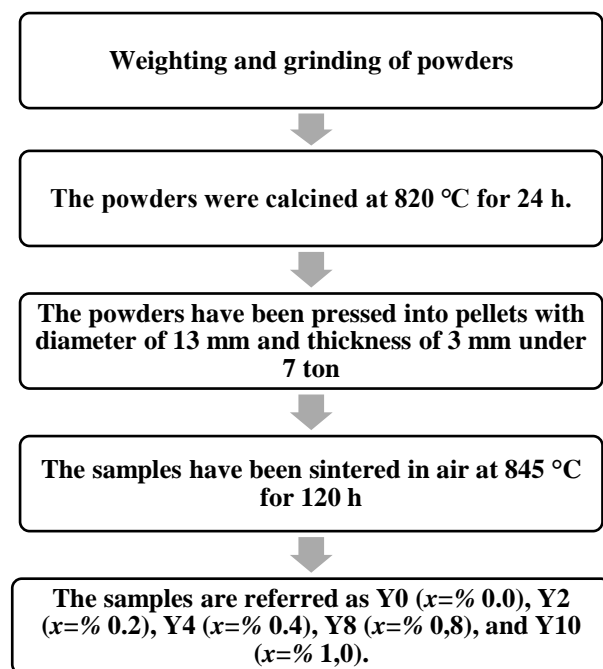 Weighting and grinding of powders
The powders were calcined at 820 °C for 24 h.
The powders have been pressed into pellets with
diameter of 13 mm and thickness of 3 mm under
7 ton
The samples have been sintered in air at 845 °C
for 120 h
The samples are referred as Y0 (x=% 0.0), Y2
(x=% 0.2), Y4 (x=% 0.4), Y8 (x=% 0,8), and Y10
(x=% 1,0).